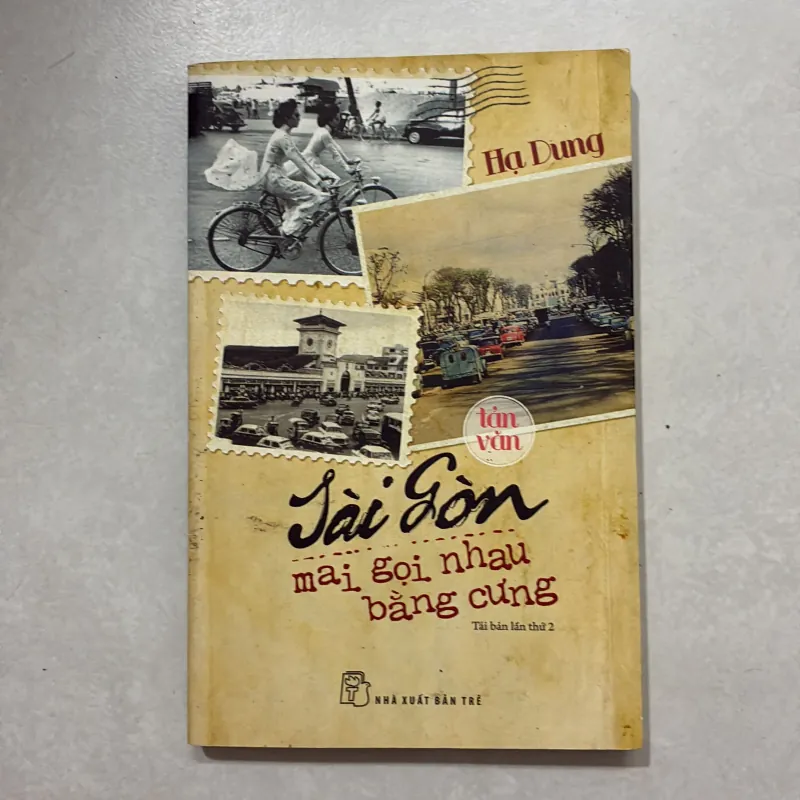 Hạ Dung
tản
văn
Sài Gòn
mai gọi nhau
bằng cưng
Tái bản lần thứ 2
NHÀ XUẤT BẢN TRẺ